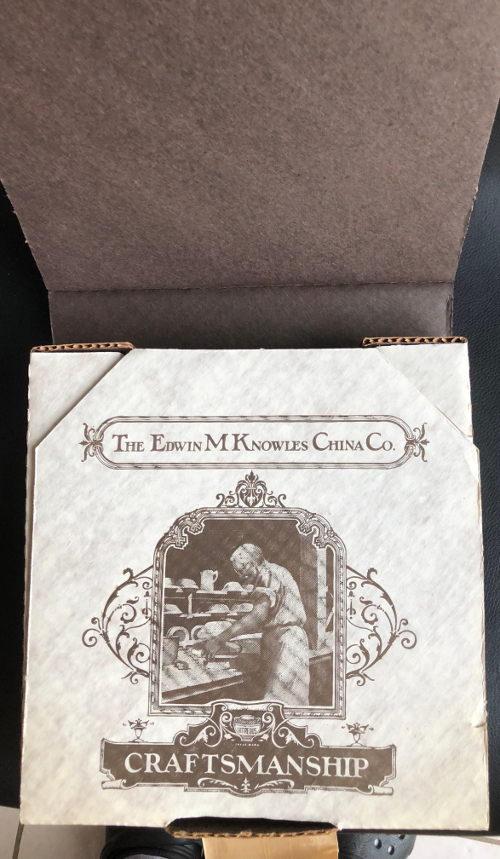 THE EDWIN M KNOWLES CHINA CO.
CRAFTSMANSHIP